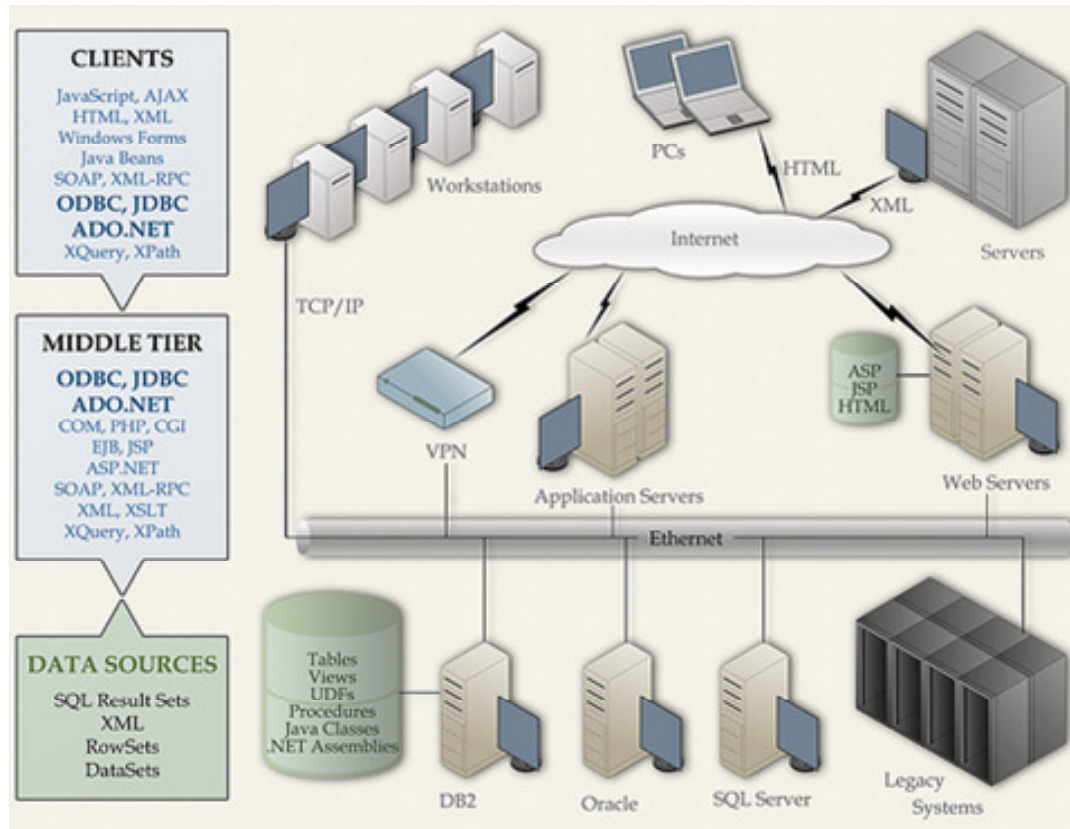 CLIENTS
JavaScript, AJAX
HTML, XML
Windows Forms
Java Beans
SOAP, XML-RPC
ODBC, JDBC
ADO.NET
XQuery, XPath
MIDDLE TIER
ODBC, JDBC
ADO.NET
COM, PHP, CGI
EJB, JSP
ASP.NET
SOAP, XML-RPC
XML, XSLT
XQuery, XPath
DATA SOURCES
SQL Result Sets
XML
RowSets
DataSets
Workstations
PCs
HTML
XML
Servers
Internet
TCP/IP
VPN
Application Servers
ASP
JSP
HTML
Web Servers
Ethernet
Tables
Views
UDFs
Procedures
Java Classes
.NET Assemblies
DB2
Oracle
SQL Server
Legacy
Systems